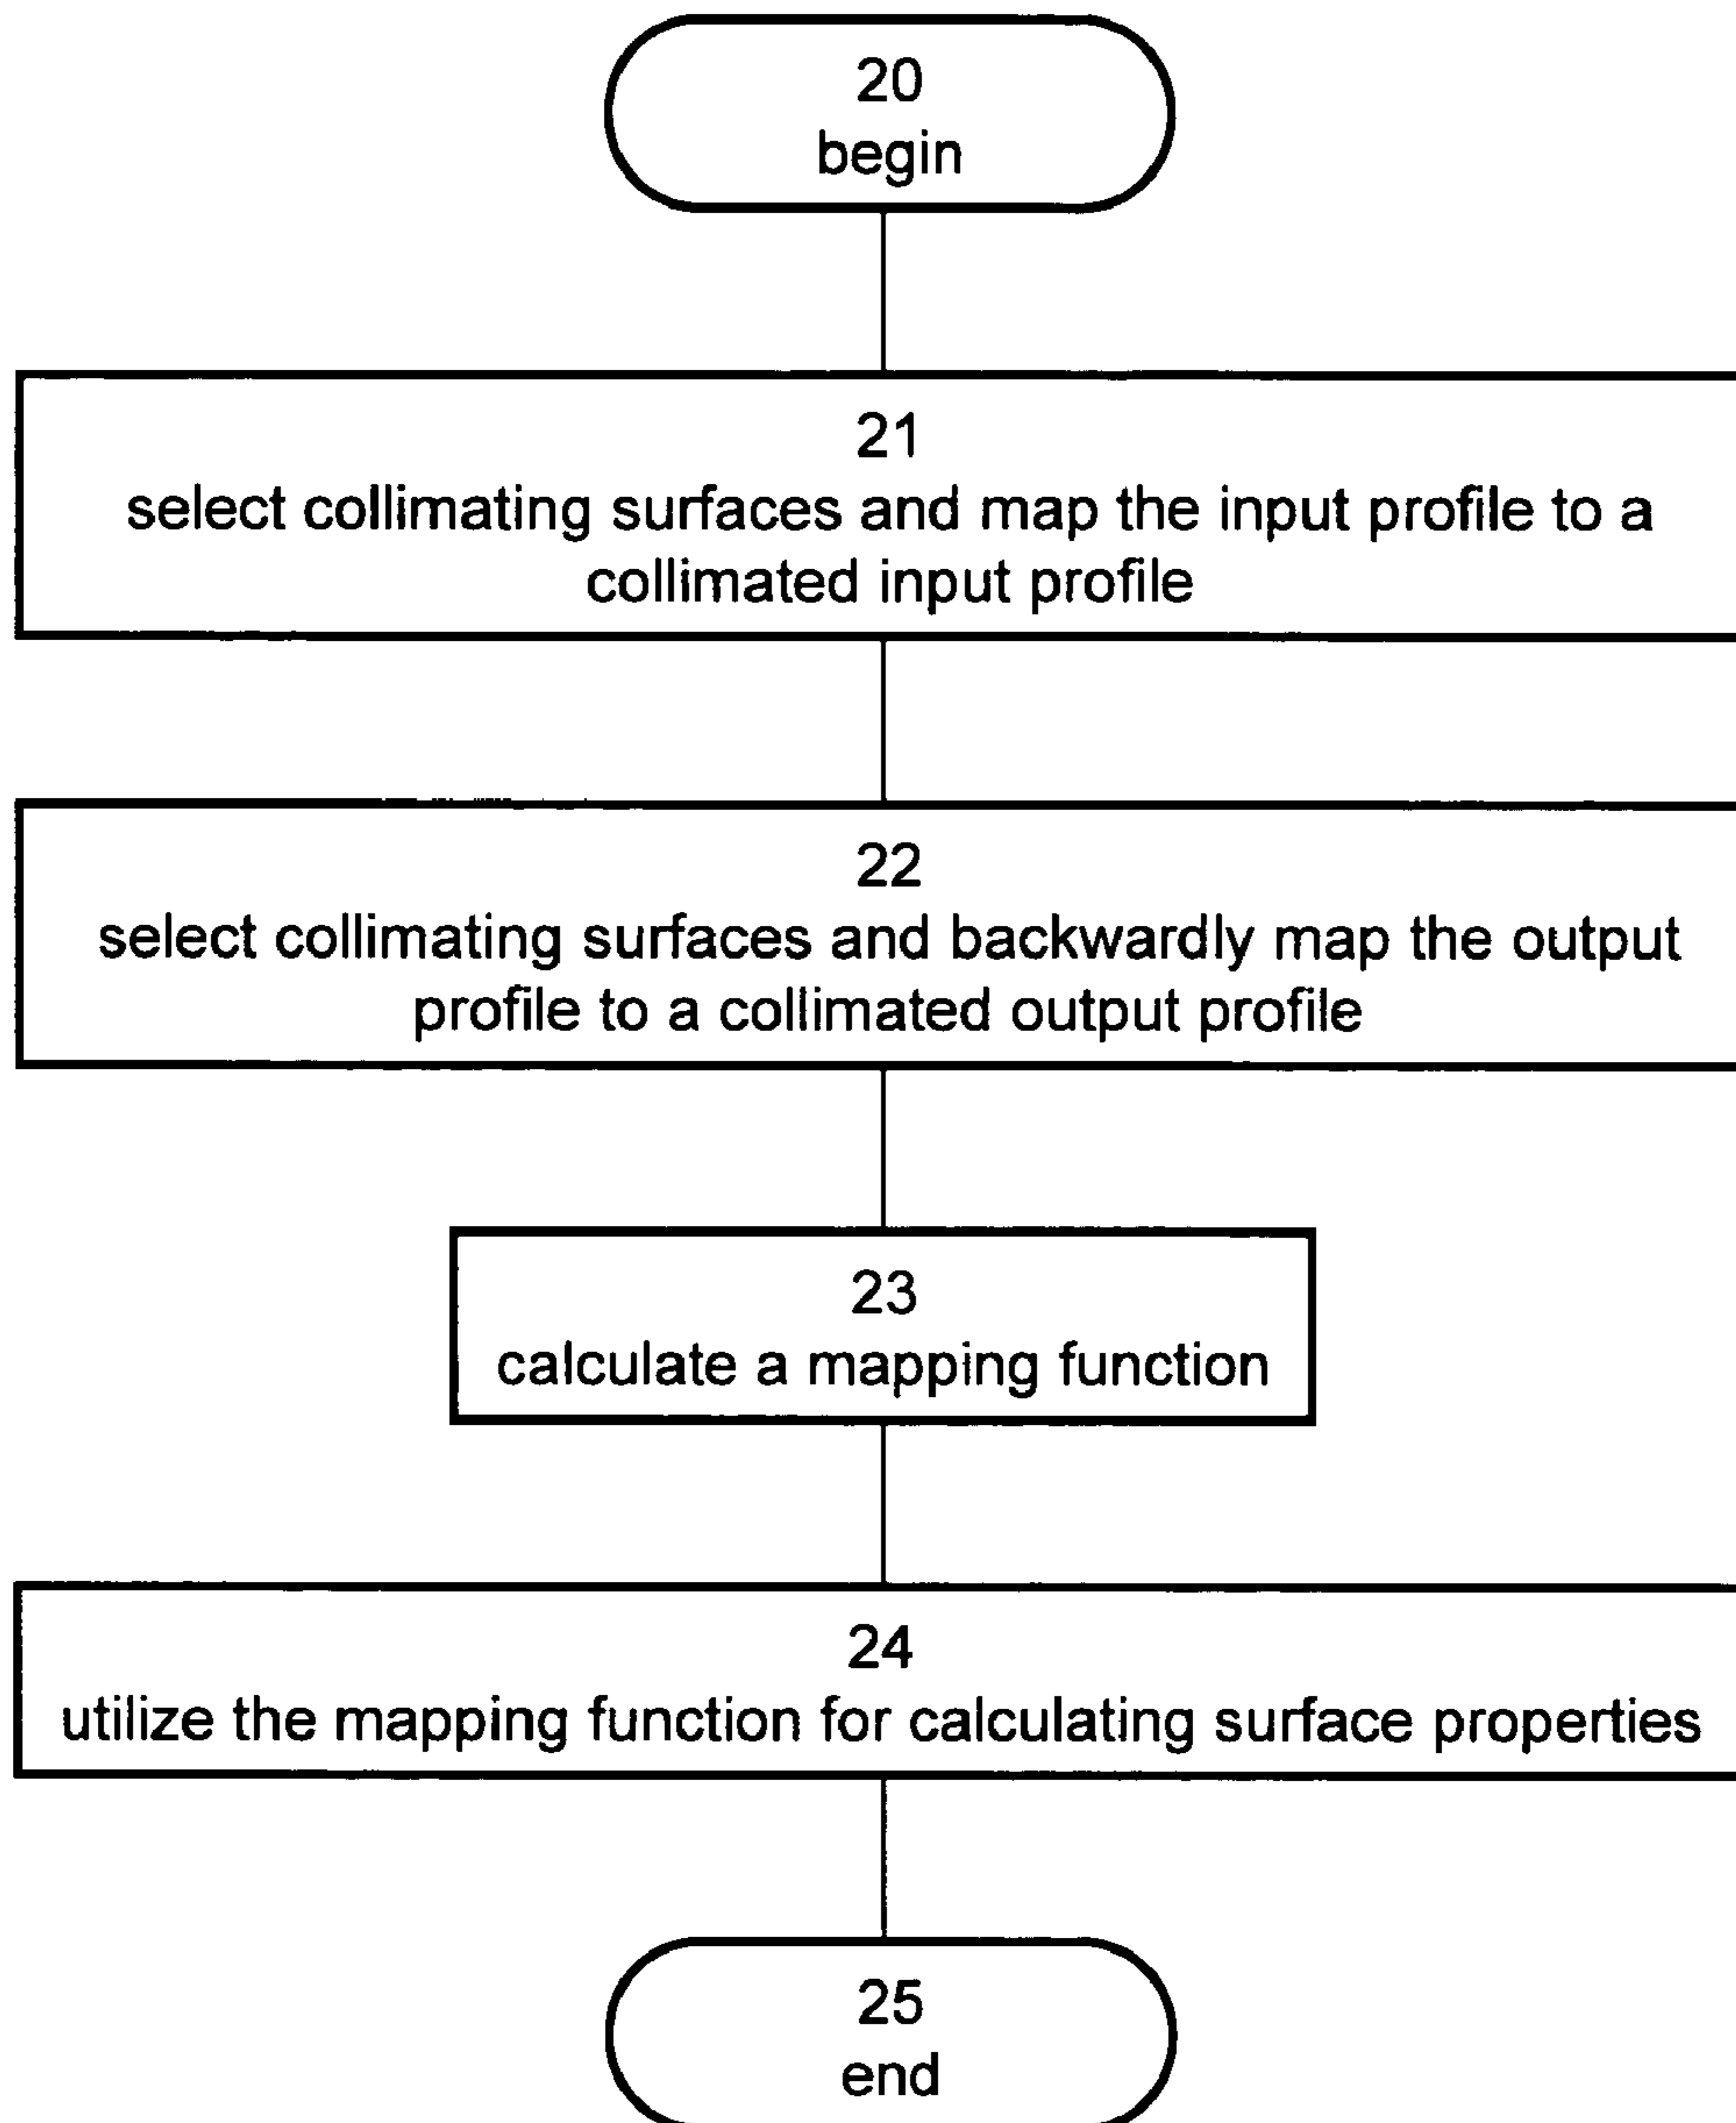 20
begin
21
select collimating surfaces and map the input profile to a
collimated input profile
22
select collimating surfaces and backwardly map the output
profile to a collimated output profile
23
calculate a mapping function
24
utilize the mapping function for calculating surface properties
25
end